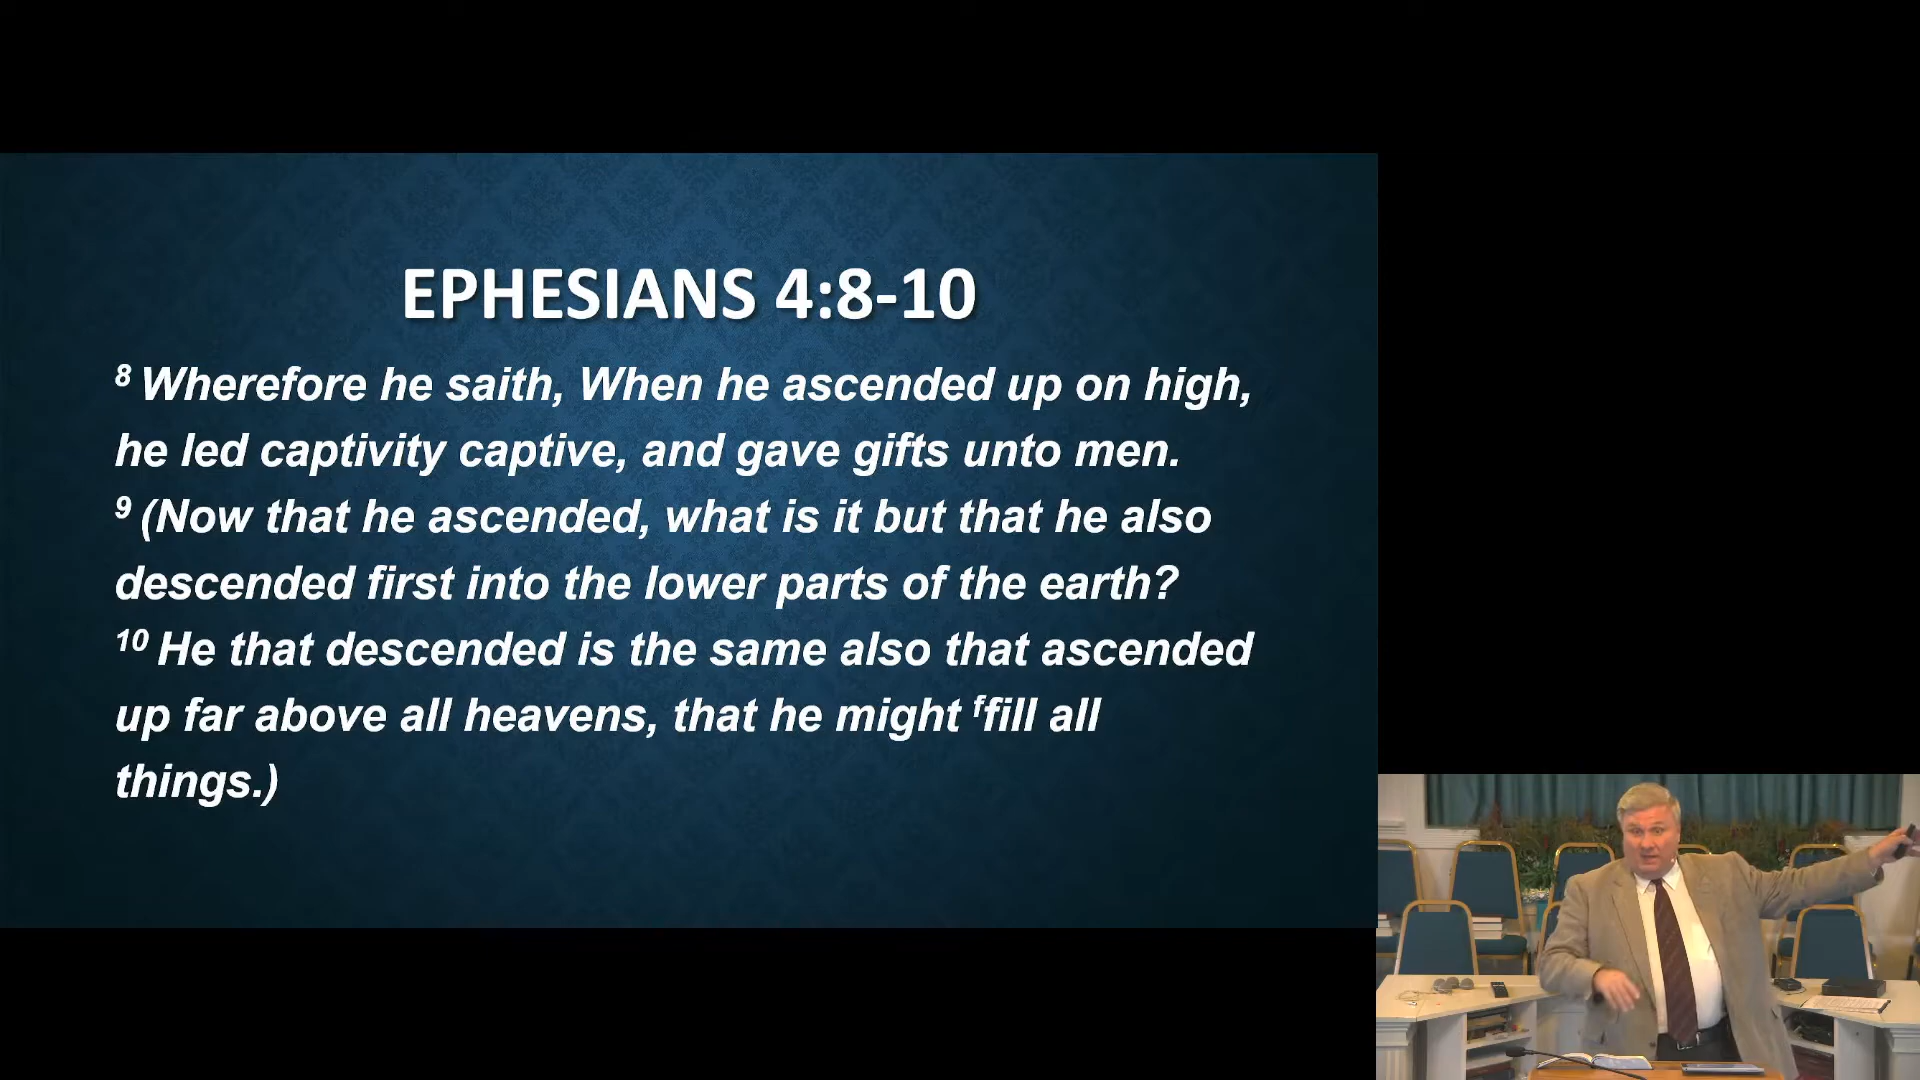 EPHESIANS 4:8-10
8 Wherefore he saith, When he ascended up on high,
he led captivity captive, and gave gifts unto men.
9 (Now that he ascended, what is it but that he also
descended first into the lower parts of the earth?
10 He that descended is the same also that ascended
up far above all heavens, that he might ffill all
things.)